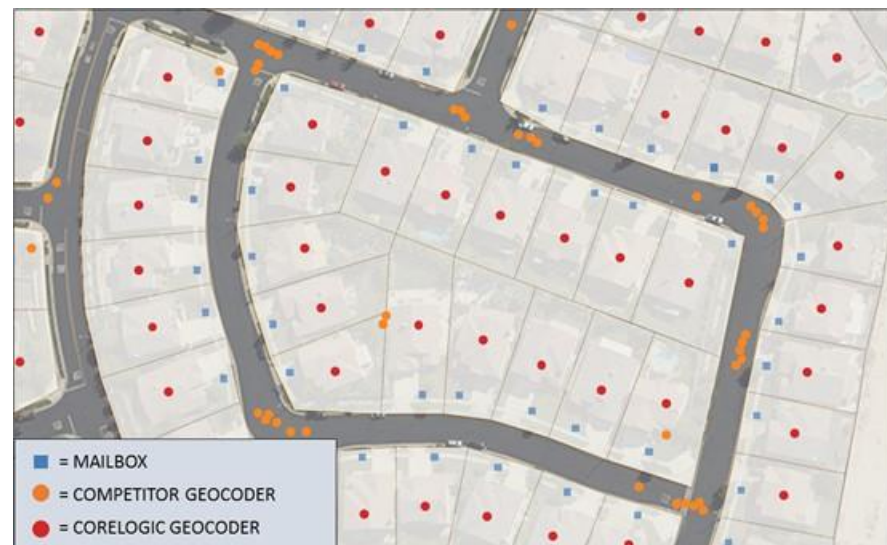 = MAILBOX
= COMPETITOR GEOCODER
= CORELOGIC GEOCODER